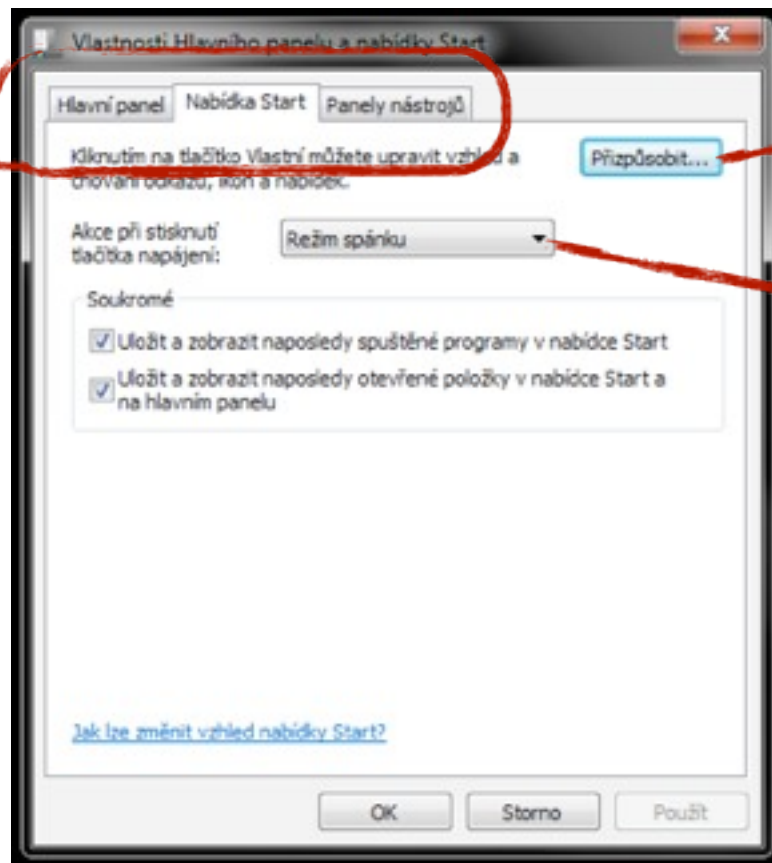 Vlastnosti Hlavního panelu a nabídky Start
Hlavní panel Nabídka Start Panely nástrojů
Kliknutím na tlačítko Vlastní můžete upravit vzhled a
chování odkazů, ikon a nabídek.
Přizpůsobit...
Akce při stisknutí
tlačítka napájení:
Režim spánku
Soukromé
Uložit a zobrazit naposledy spuštěné programy v nabídce Start
Uložit a zobrazit naposledy otevřené položky v nabídce Start a
na hlavním panelu
Jak lze změnit vzhled nabídky Start?
OK Storno Použít